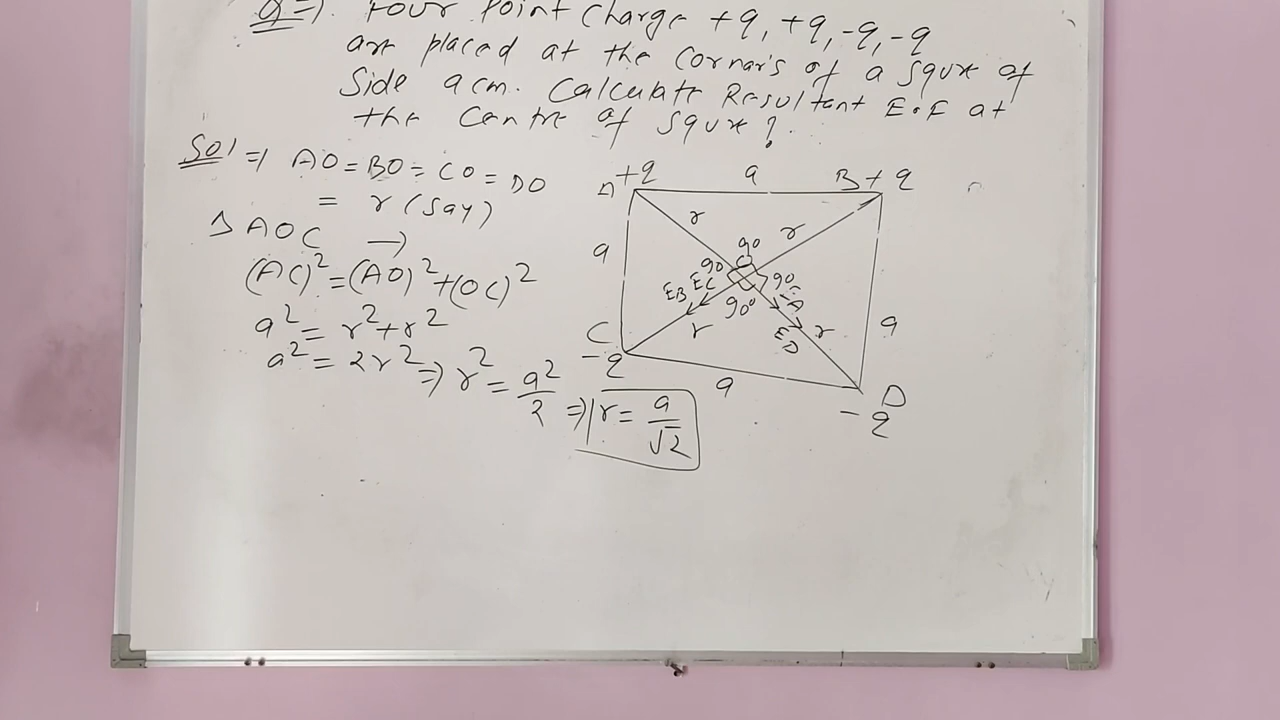 Q=). Four Point Charge +q, +q, -q, -q
are placed at the Cornar's of a squre of
Side a cm. Calculate Resultant E.F at
the Centre of squre?
Sol =) AO = BO = CO = DO
= r (say)
Δ AOC →
(AC)² = (AO)² + (OC)²
a² = r² + r²
a² = 2r² => r² = a²/2 => r = a/√2
A +q a B +q
r r
a 90
90 90
EB EC 90°
r ED r a
C
-q a D
-q